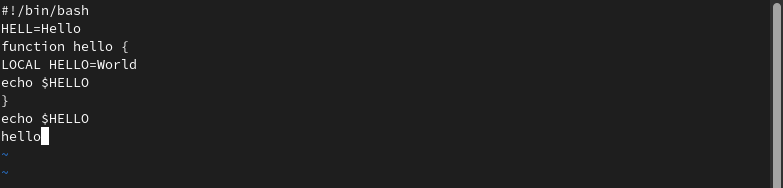 #!/bin/bash
HELL=Hello
function hello {
LOCAL HELLO=World
echo $HELLO
}
echo $HELLO
hello
~
~